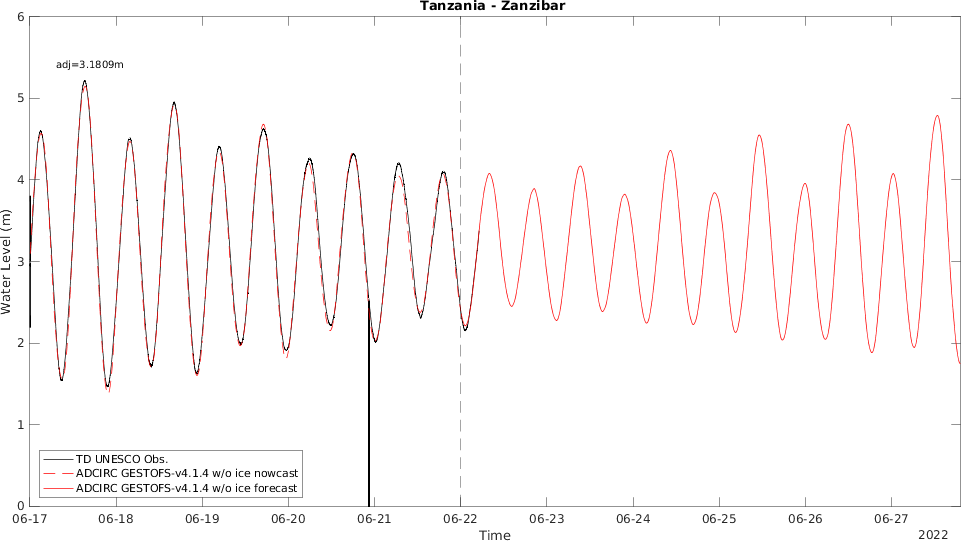 Tanzania - Zanzibar
adj=3.1809m
Water Level (m)
6
5
4
3
2
1
0
TD UNESCO Obs.
ADCIRC GESTOFS-v4.1.4 w/o ice nowcast
ADCIRC GESTOFS-v4.1.4 w/o ice forecast
06-17 06-18 06-19 06-20 06-21 06-22 06-23 06-24 06-25 06-26 06-27
Time
2022